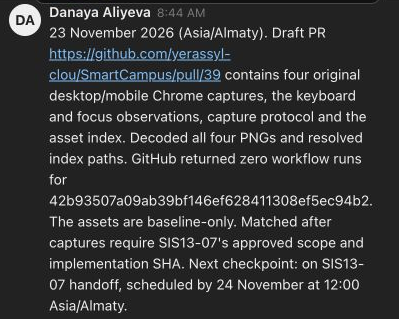 DA
Danaya Aliyeva 8:44 AM
23 November 2026 (Asia/Almaty). Draft PR
https://github.com/yerassyl-
clou/SmartCampus/pull/39 contains four original
desktop/mobile Chrome captures, the keyboard
and focus observations, capture protocol and the
asset index. Decoded all four PNGs and resolved
index paths. GitHub returned zero workflow runs
for
42b93507a09ab39bf146ef628411308ef5ec94b2.
The assets are baseline-only. Matched after
captures require SIS13-07's approved scope and
implementation SHA. Next checkpoint: on SIS13-
07 handoff, scheduled by 24 November at 12:00
Asia/Almaty.